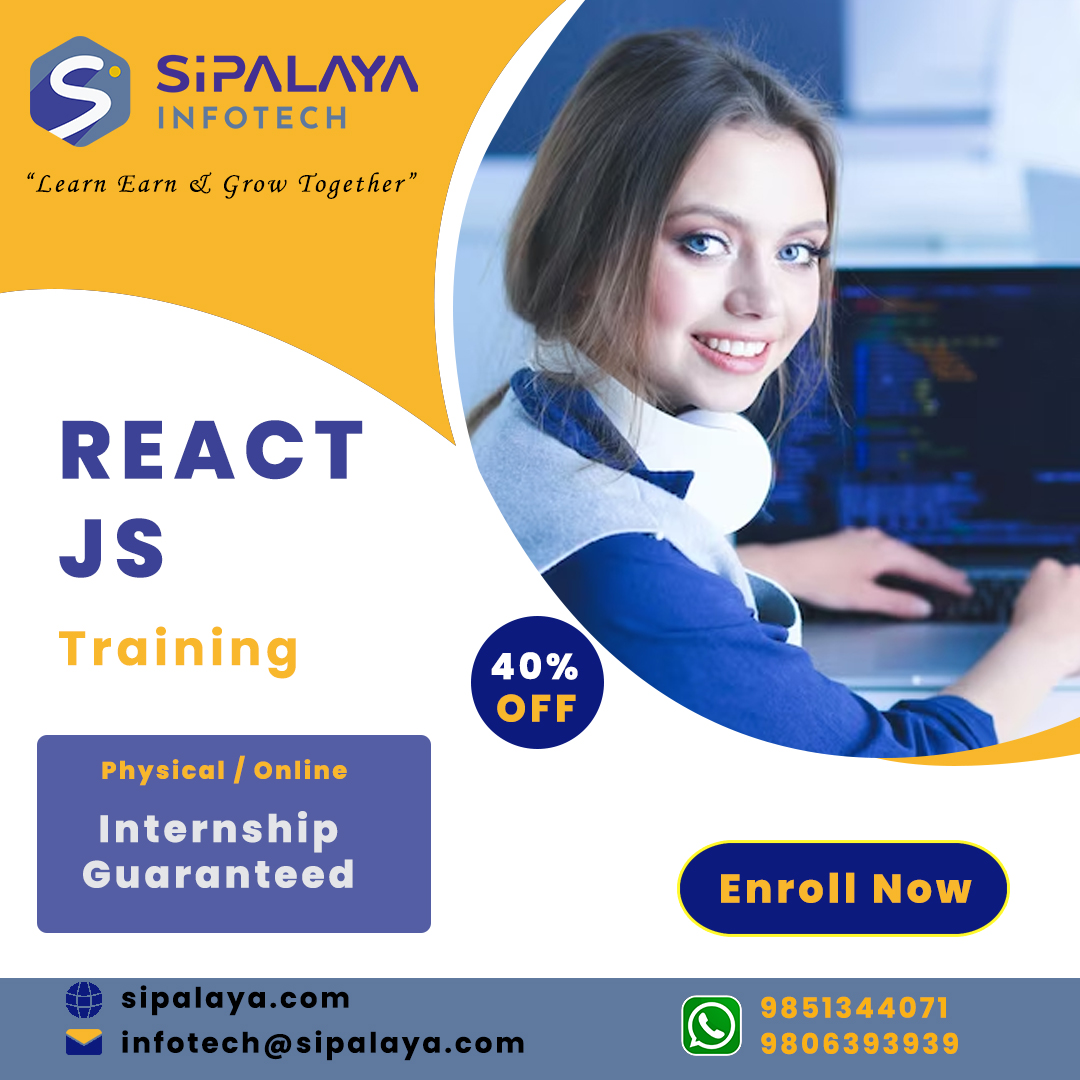 SiPALAYA
INFOTECH
“Learn Earn & Grow Together”
REACT
JS
Training
40%
OFF
Physical / Online
Internship
Guaranteed
Enroll Now
sipalaya.com
infotech@sipalaya.com
9851344071
9806393939